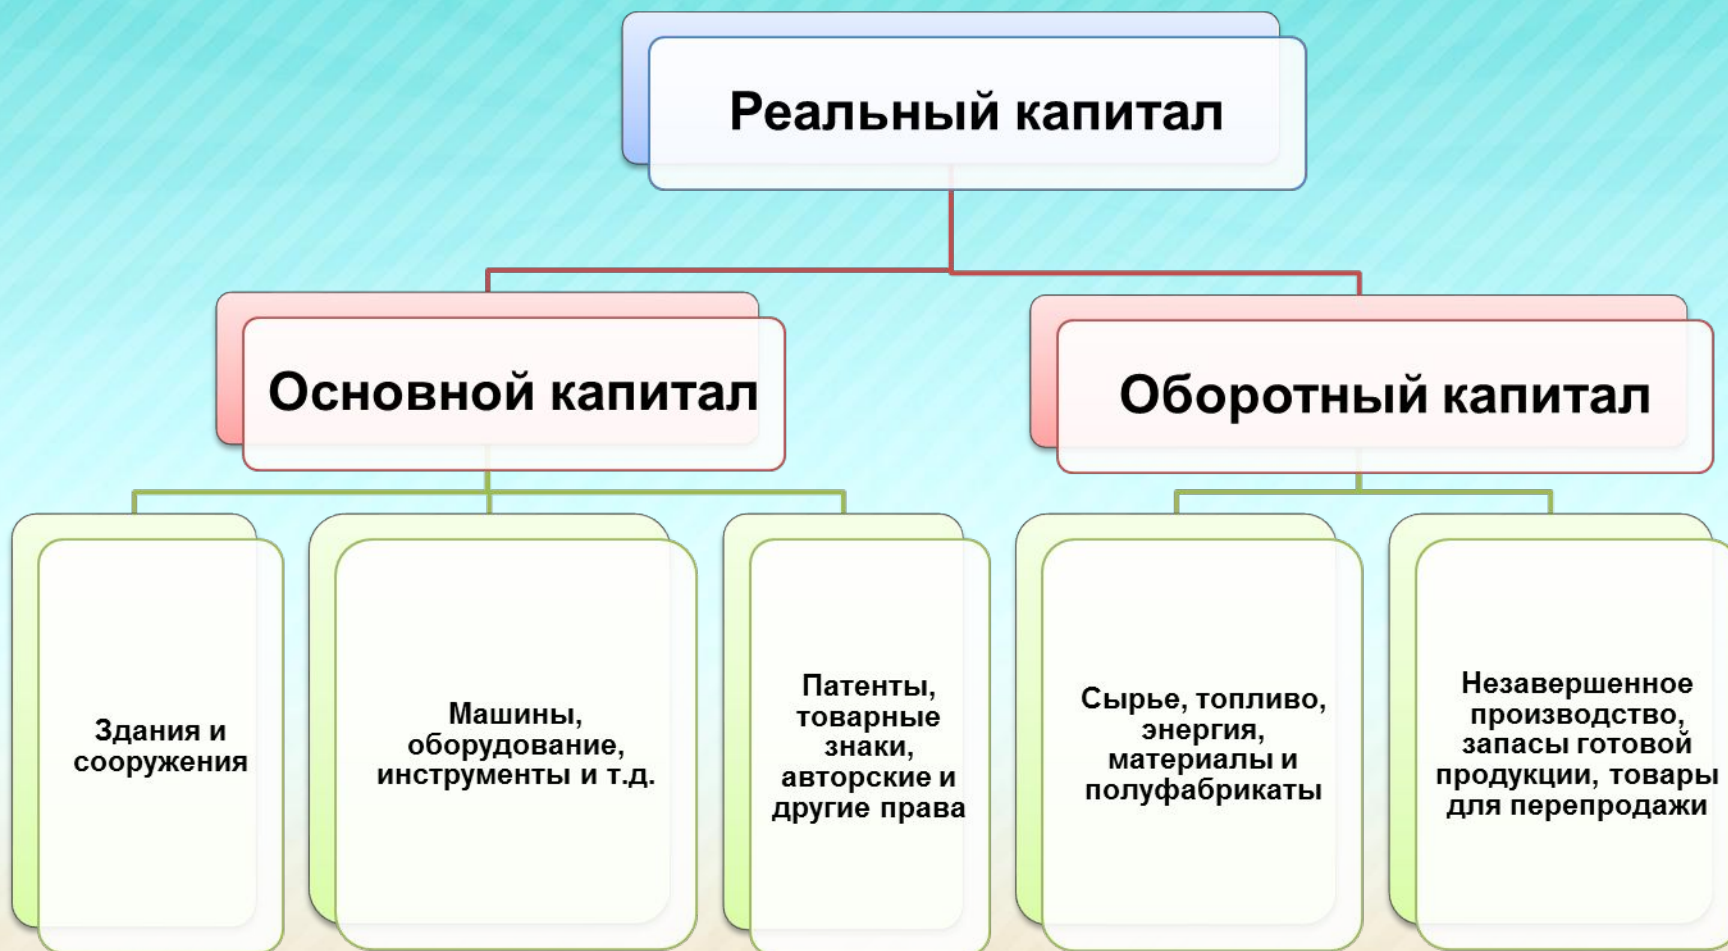 Реальный капитал
Основной капитал
Оборотный капитал
Здания и
сооружения
Машины,
оборудование,
инструменты и т.д.
Патенты,
товарные
знаки,
авторские и
другие права
Сырье, топливо,
энергия,
материалы и
полуфабрикаты
Незавершенное
производство,
запасы готовой
продукции, товары
для перепродажи